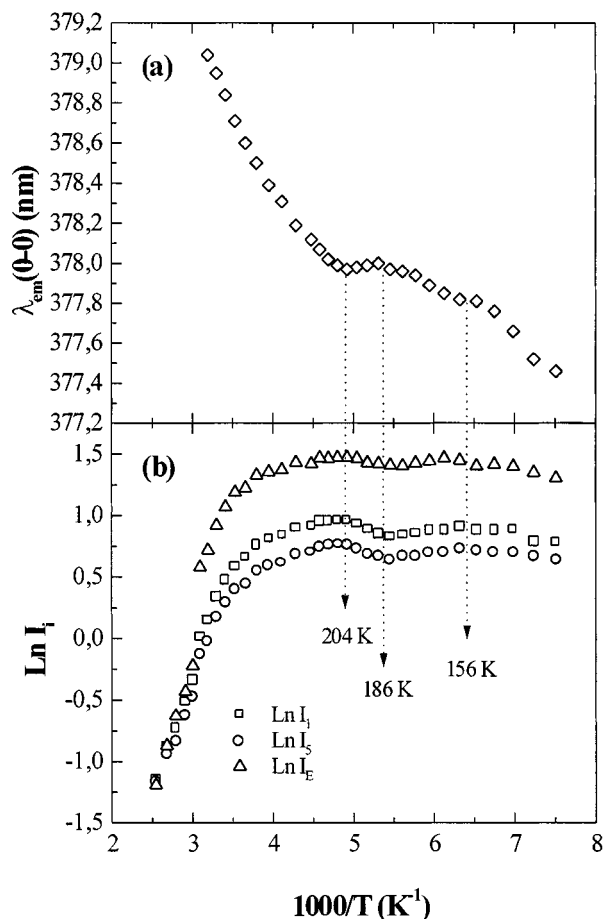 379,2
379,0
378,8
378,6
378,4
378,2
378,0
377,8
377,6
377,4
377,2
λem(0-0) (nm)
(a)
(b)
1,5
1,0
0,5
0,0
-0,5
-1,0
-1,5
Ln Ii
204 K
186 K
156 K
Ln I1
Ln I5
Ln IE
2 3 4 5 6 7 8
1000/T (K-1)